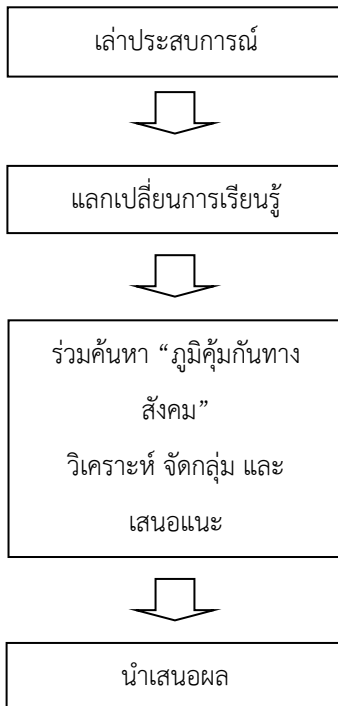 เล่าประสบการณ์
แลกเปลี่ยนการเรียนรู้
ร่วมค้นหา “ภูมิคุ้มกันทาง
สังคม”
วิเคราะห์ จัดกลุ่ม และ
เสนอแนะ
นำเสนอผล